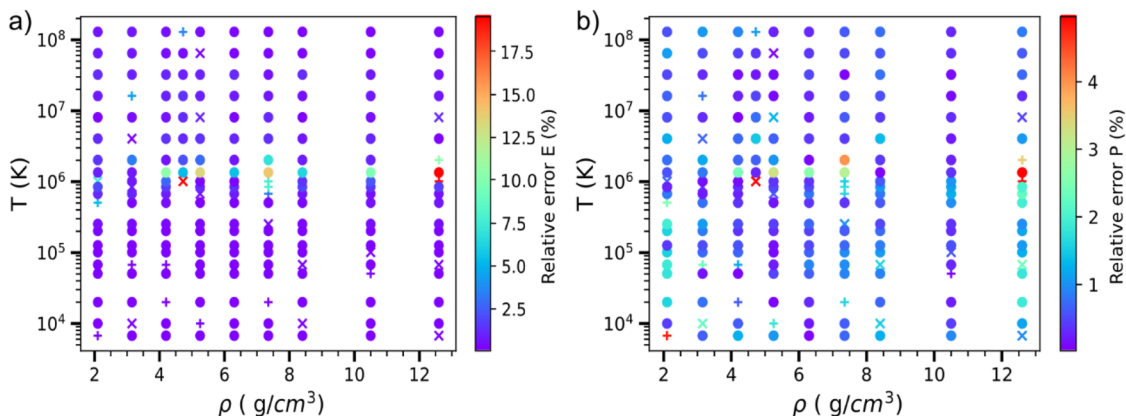 a)
10⁸
10⁷
10⁶
10⁵
10⁴
T (K)
2 4 6 8 10 12
ρ ( g/cm³)
17.5
15.0
12.5
10.0
7.5
5.0
2.5
Relative error E (%)
b)
10⁸
10⁷
10⁶
10⁵
10⁴
T (K)
2 4 6 8 10 12
ρ ( g/cm³)
4
3
2
1
Relative error P (%)